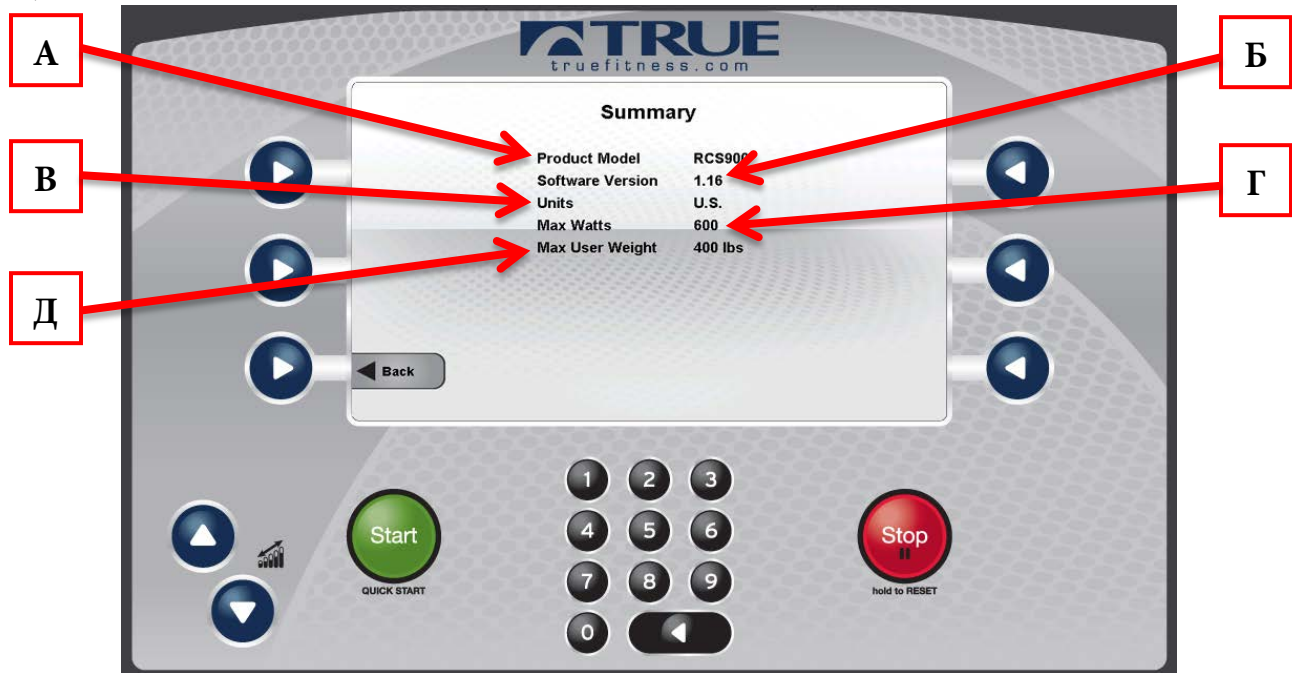 А
Б
В
Г
Д
TRUE
truefitness.com
Summary
Product Model RCS900
Software Version 1.16
Units U.S.
Max Watts 600
Max User Weight 400 lbs
Back
1 2 3
Start
4 5 6
Stop
QUICK START
7 8 9
hold to RESET
0